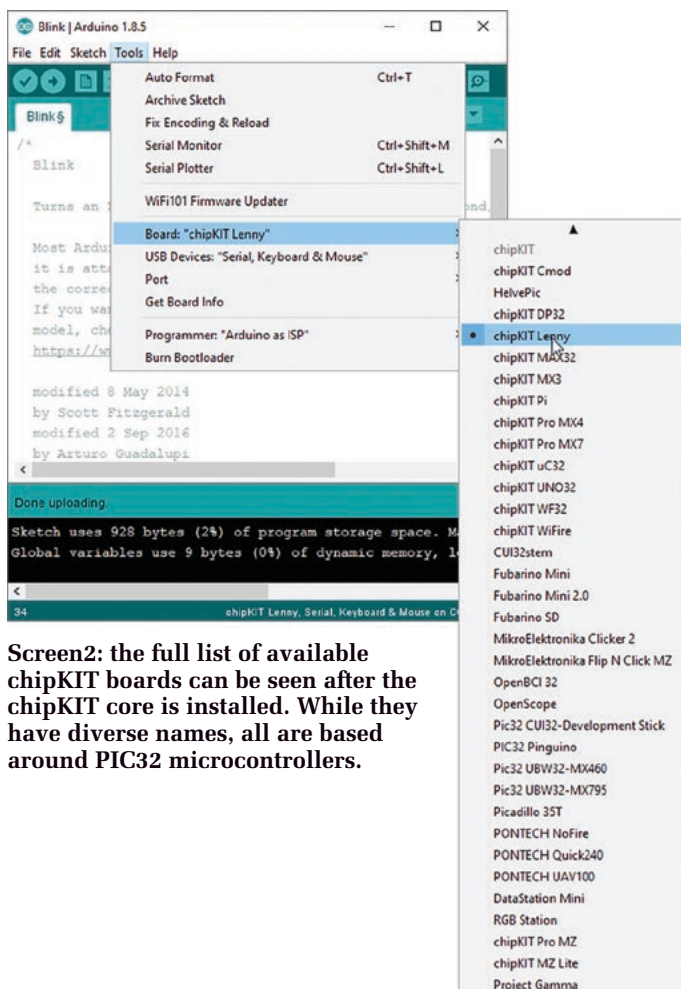 Blink | Arduino 1.8.5
File Edit Sketch Tools Help
Blink§
/*
Blink
Turns an
Most Ardu
it is atta
the corre
If you wa
model, che
https://w
modified 8 May 2014
by Scott Fitzgerald
modified 2 Sep 2016
by Arturo Guadalupi
Auto Format Ctrl+T
Archive Sketch
Fix Encoding & Reload
Serial Monitor Ctrl+Shift+M
Serial Plotter Ctrl+Shift+L
WiFi101 Firmware Updater
Board: "chipKIT Lenny"
USB Devices: "Serial, Keyboard & Mouse"
Port
Get Board Info
Programmer: "Arduino as ISP"
Burn Bootloader
ond,
Done uploading.
Sketch uses 928 bytes (2%) of program storage space. M
Global variables use 9 bytes (0%) of dynamic memory, l
34 chipKIT Lenny, Serial, Keyboard & Mouse on C
chipKIT
chipKIT Cmod
HelvePic
chipKIT DP32
chipKIT Lenny
chipKIT MAX32
chipKIT MX3
chipKIT Pi
chipKIT Pro MX4
chipKIT Pro MX7
chipKIT uC32
chipKIT UNO32
chipKIT WF32
chipKIT WiFire
CUI32stem
Fubarino Mini
Fubarino Mini 2.0
Fubarino SD
MikroElektronika Clicker 2
MikroElektronika Flip N Click MZ
OpenBCI 32
OpenScope
Pic32 CUI32-Development Stick
PIC32 Pinguino
Pic32 UBW32-MX460
Pic32 UBW32-MX795
Picadillo 35T
PONTECH NoFire
PONTECH Quick240
PONTECH UAV100
DataStation Mini
RGB Station
chipKIT Pro MZ
chipKIT MZ Lite
Project Gamma
Screen2: the full list of available
chipKIT boards can be seen after the
chipKIT core is installed. While they
have diverse names, all are based
around PIC32 microcontrollers.